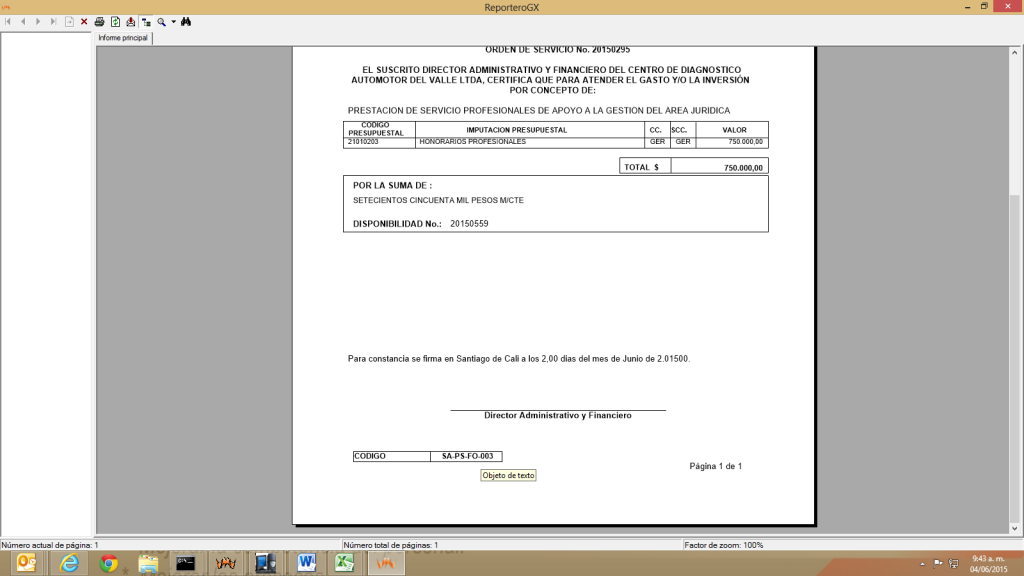 ReporteroGX
Informe principal
ORDEN DE SERVICIO No. 20150295
EL SUSCRITO DIRECTOR ADMINISTRATIVO Y FINANCIERO DEL CENTRO DE DIAGNOSTICO
AUTOMOTOR DEL VALLE LTDA, CERTIFICA QUE PARA ATENDER EL GASTO Y/O LA INVERSIÓN
POR CONCEPTO DE:
PRESTACION DE SERVICIO PROFESIONALES DE APOYO A LA GESTION DEL AREA JURIDICA
CODIGO PRESUPUESTAL IMPUTACION PRESUPUESTAL CC. SCC. VALOR
21010203 HONORARIOS PROFESIONALES GER GER 750.000,00
TOTAL $ 750.000,00
POR LA SUMA DE :
SETECIENTOS CINCUENTA MIL PESOS M/CTE
DISPONIBILIDAD No.: 20150559
Para constancia se firma en Santiago de Cali a los 2,00 dias del mes de Junio de 2.01500.
Director Administrativo y Financiero
CODIGO SA-PS-FO-003
Página 1 de 1
Objeto de texto
Número actual de página: 1 Número total de páginas: 1 Factor de zoom: 100%
9:43 a. m.
04/06/2015